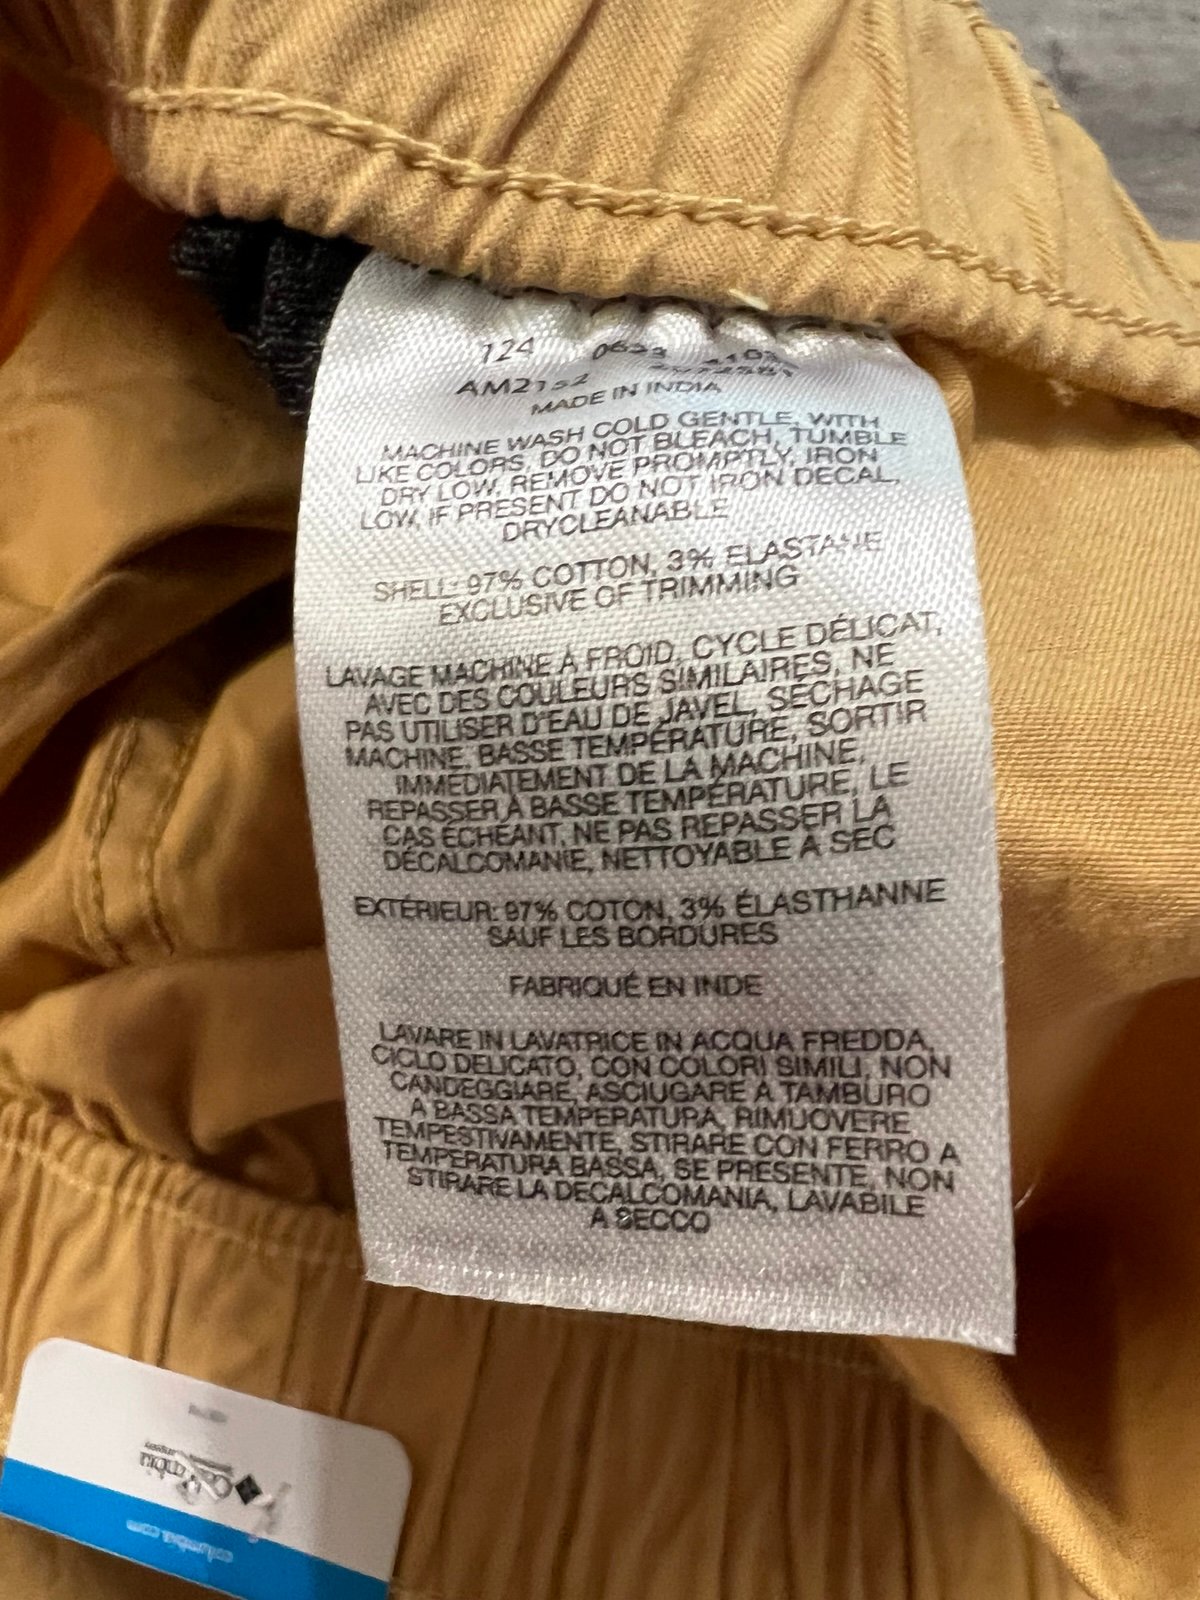 124
AM2152
MADE IN INDIA
MACHINE WASH COLD GENTLE, WITH
LIKE COLORS, DO NOT BLEACH, TUMBLE
DRY LOW, REMOVE PROMPTLY, IRON
LOW, IF PRESENT DO NOT IRON DECAL,
DRYCLEANABLE
SHELL: 97% COTTON, 3% ELASTANE
EXCLUSIVE OF TRIMMING
LAVAGE MACHINE À FROID, CYCLE DÉLICAT,
AVEC DES COULEURS SIMILAIRES, NE
PAS UTILISER D'EAU DE JAVEL, SÉCHAGE
MACHINE, BASSE TEMPÉRATURE, SORTIR
IMMÉDIATEMENT DE LA MACHINE,
REPASSER À BASSE TEMPÉRATURE, LE
CAS ÉCHÉANT, NE PAS REPASSER LA
DÉCALCOMANIE, NETTOYABLE À SEC
EXTÉRIEUR: 97% COTON, 3% ÉLASTHANNE
SAUF LES BORDURES
FABRIQUÉ EN INDE
LAVARE IN LAVATRICE IN ACQUA FREDDA,
CICLO DELICATO, CON COLORI SIMILI, NON
CANDEGGIARE, ASCIUGARE A TAMBURO
A BASSA TEMPERATURA, RIMUOVERE
TEMPESTIVAMENTE, STIRARE CON FERRO A
TEMPERATURA BASSA, SE PRESENTE, NON
STIRARE LA DECALCOMANIA, LAVABILE
A SECCO
Columbia
columbia.com